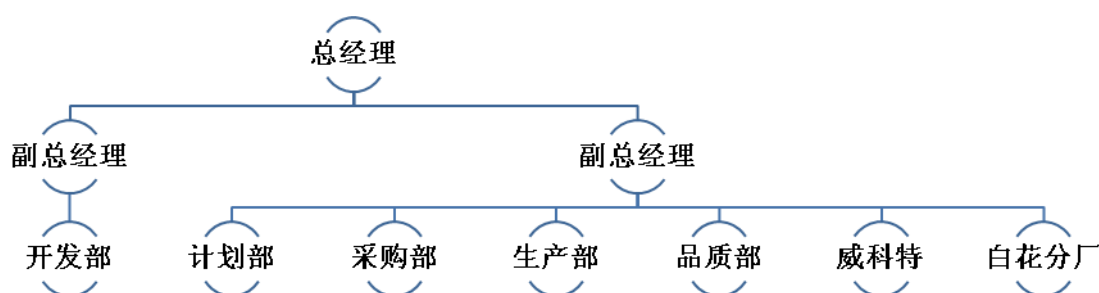 总经理
副总经理
副总经理
开发部
计划部
采购部
生产部
品质部
威科特
白花分厂